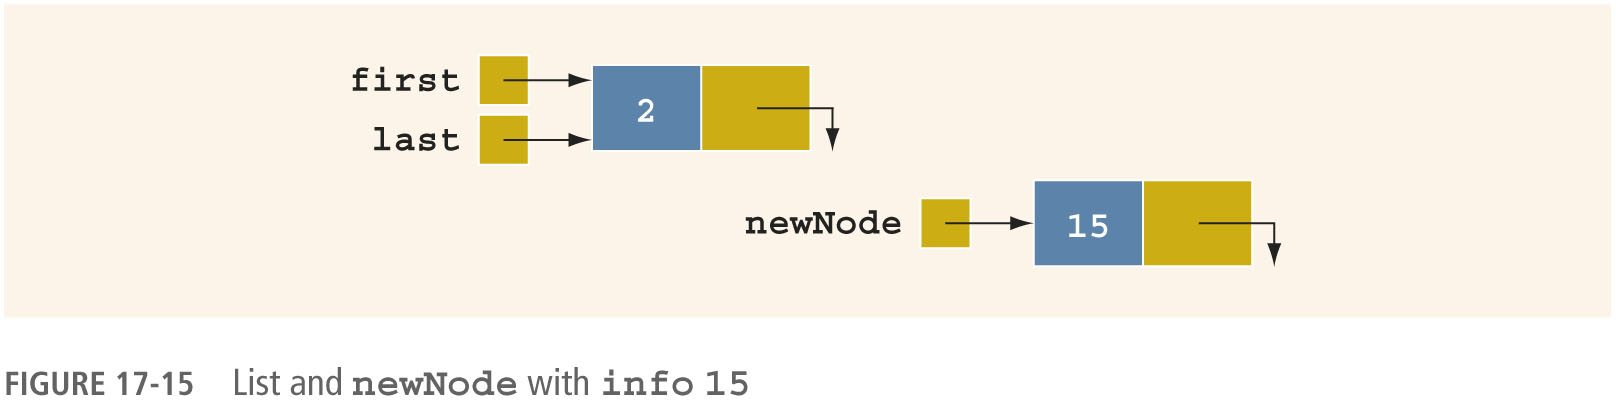 first
2
last
newNode
15
FIGURE 17-15 List and newNode with info 15